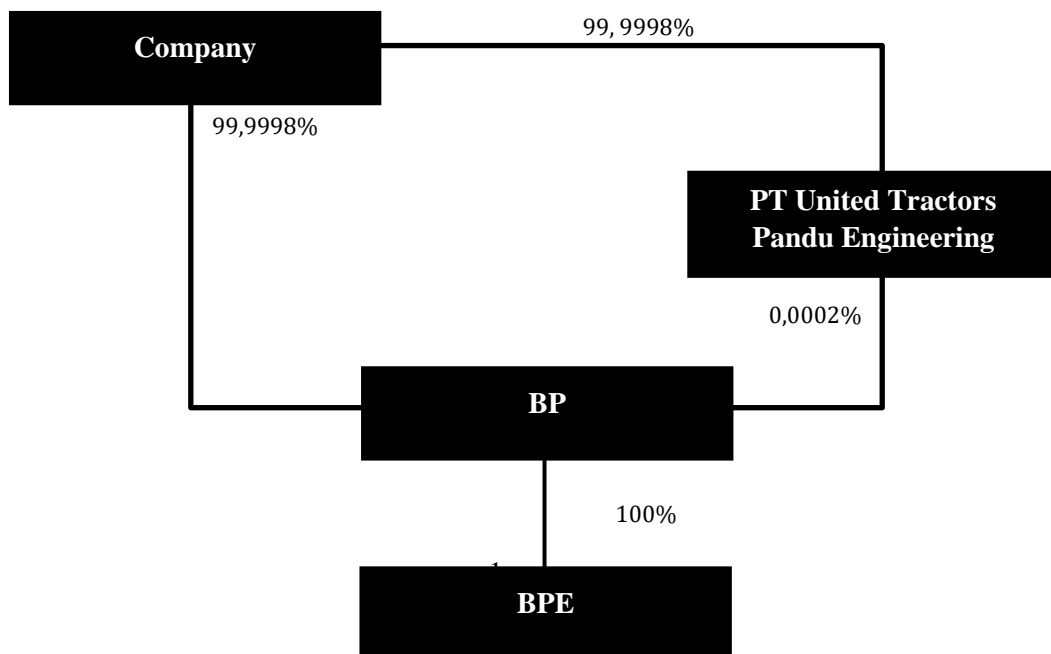 99, 9998%
Company
99,9998%
PT United Tractors
Pandu Engineering
0,0002%
BP
100%
BPE